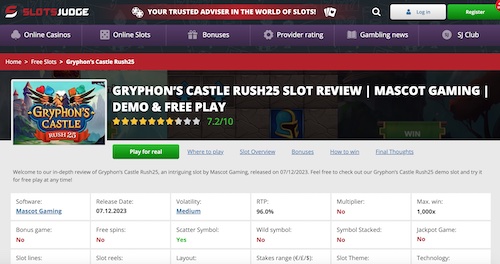 SLOTSJUDGE
YOUR TRUSTED ADVISER IN THE WORLD OF SLOTS!
Log in
Register
Online Casinos
Online Slots
Bonuses
Provider rating
Gambling news
SJ Club
Home > Free Slots > Gryphon's Castle Rush25
GRYPHON'S CASTLE RUSH25 SLOT REVIEW | MASCOT GAMING |
DEMO & FREE PLAY
7.2/10
GRYPHON'S
CASTLE
RUSH 25
WIN
Play for real
Where to play
Slot Overview
Bonuses
How to win
Final Thoughts
Welcome to our in-depth review of Gryphon's Castle Rush25, an intriguing slot by Mascot Gaming, released on 07/12/2023. Feel free to check out our Gryphon's Castle Rush25 demo slot and try it
for free play at any time!
Software:
Mascot Gaming
Release Date:
07.12.2023
Volatility:
Medium
RTP:
96.0%
Multiplier:
No
Max. win:
1,000x
Bonus game:
No
Free spins:
No
Scatter Symbol:
Yes
Wild symbol:
No
Symbol Stacked:
No
Jackpot Game:
No
Slot lines:
Slot reels:
Layout:
Stakes range (€/£/$):
Slot Theme:
Technology: